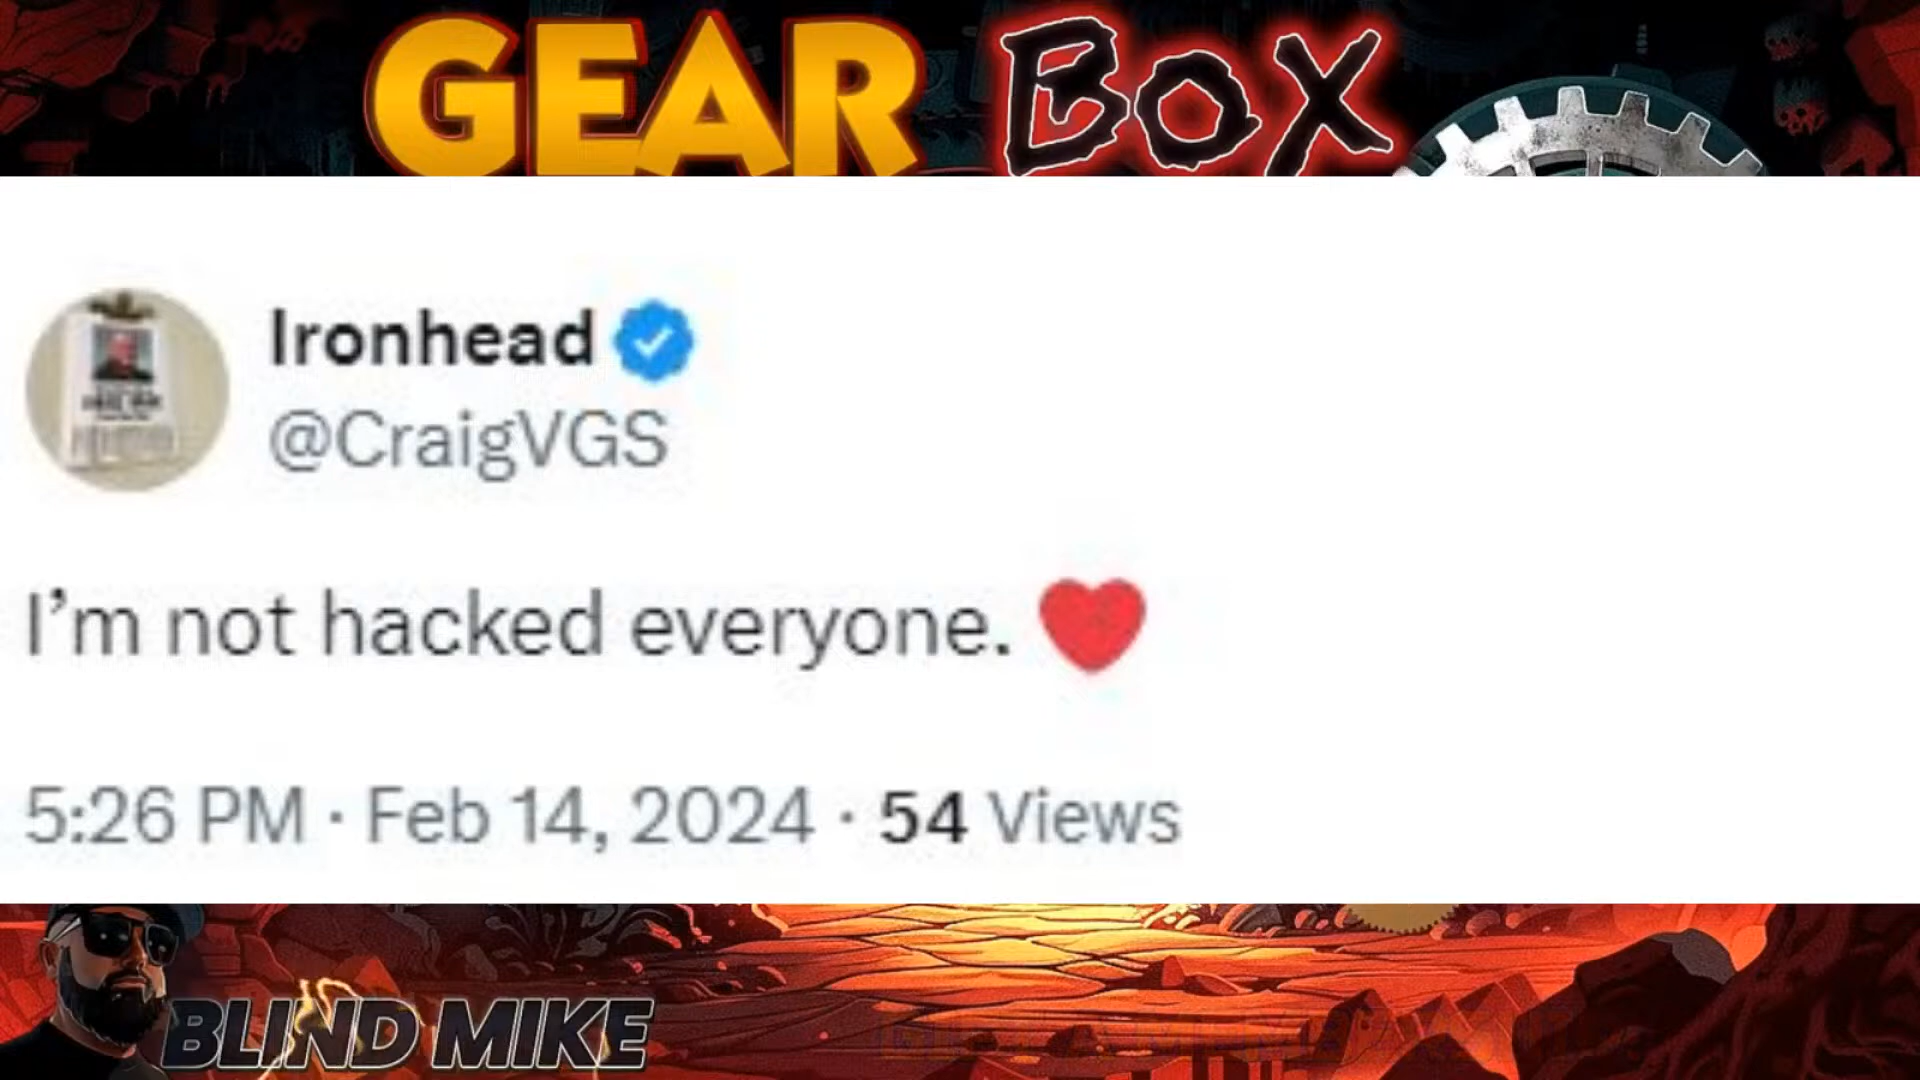 GEAR BOX
Ironhead
@CraigVGS
I’m not hacked everyone. ❤️
5:26 PM · Feb 14, 2024 · 54 Views
BLIND MIKE